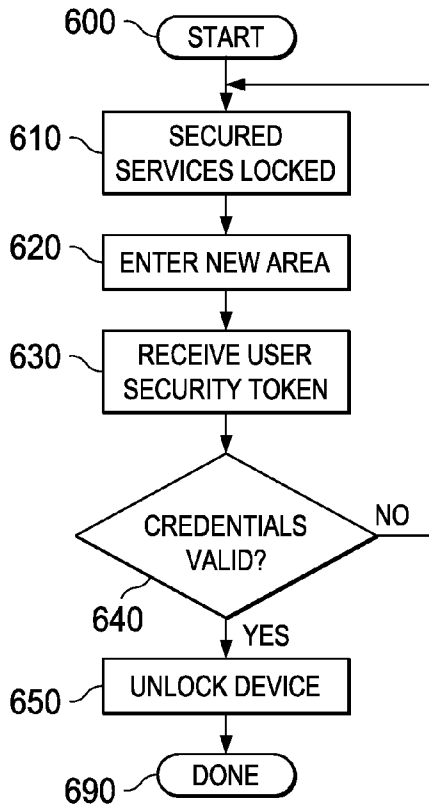 600
START
610
SECURED
SERVICES LOCKED
620
ENTER NEW AREA
630
RECEIVE USER
SECURITY TOKEN
CREDENTIALS
VALID?
NO
640
YES
650
UNLOCK DEVICE
690
DONE